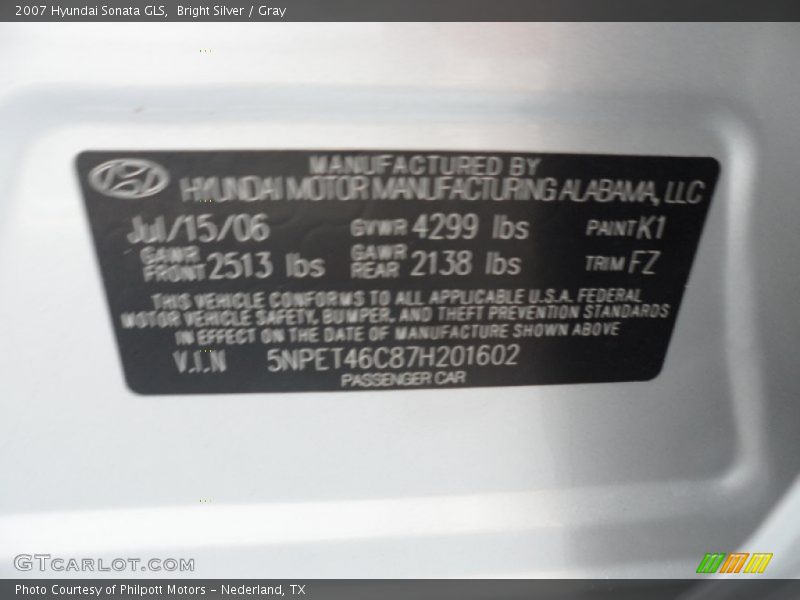 2007 Hyundai Sonata GLS,  Bright Silver / Gray
MANUFACTURED BY
HYUNDAI MOTOR MANUFACTURING ALABAMA, LLC
Jul/15/06 GVWR 4299 lbs PAINT K1
GAWR FRONT 2513 lbs GAWR REAR 2138 lbs TRIM FZ
THIS VEHICLE CONFORMS TO ALL APPLICABLE U.S.A. FEDERAL
MOTOR VEHICLE SAFETY, BUMPER, AND THEFT PREVENTION STANDARDS
IN EFFECT ON THE DATE OF MANUFACTURE SHOWN ABOVE
V.I.N 5NPET46C87H201602
PASSENGER CAR
GTCARLOT.COM
Photo Courtesy of Philpott Motors - Nederland, TX